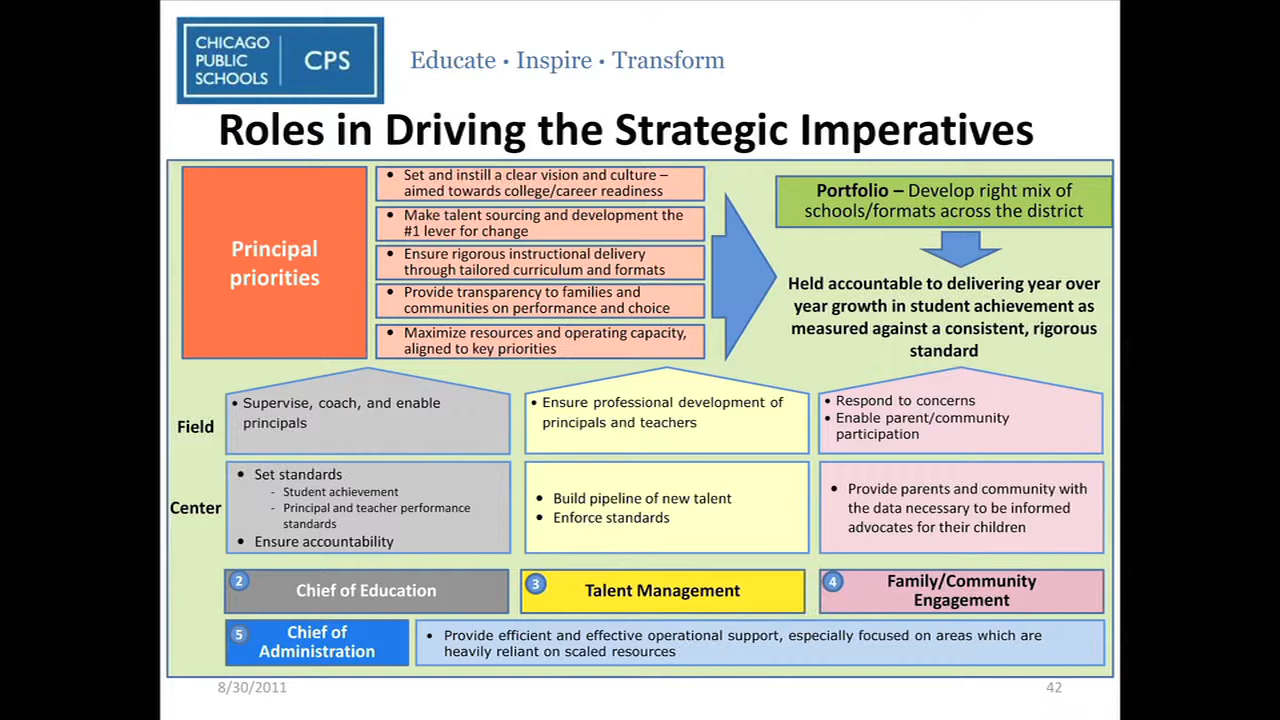 CHICAGO
PUBLIC
SCHOOLS
CPS
Educate • Inspire • Transform
Roles in Driving the Strategic Imperatives
Principal
priorities
• Set and instill a clear vision and culture –
aimed towards college/career readiness
• Make talent sourcing and development the
#1 lever for change
• Ensure rigorous instructional delivery
through tailored curriculum and formats
• Provide transparency to families and
communities on performance and choice
• Maximize resources and operating capacity,
aligned to key priorities
Portfolio – Develop right mix of
schools/formats across the district
Held accountable to delivering year over
year growth in student achievement as
measured against a consistent, rigorous
standard
Field
• Supervise, coach, and enable
principals
• Ensure professional development of
principals and teachers
• Respond to concerns
• Enable parent/community
participation
Center
• Set standards
- Student achievement
- Principal and teacher performance
standards
• Ensure accountability
• Build pipeline of new talent
• Enforce standards
• Provide parents and community with
the data necessary to be informed
advocates for their children
2
Chief of Education
3
Talent Management
4
Family/Community
Engagement
5
Chief of
Administration
• Provide efficient and effective operational support, especially focused on areas which are
heavily reliant on scaled resources
8/30/2011
42